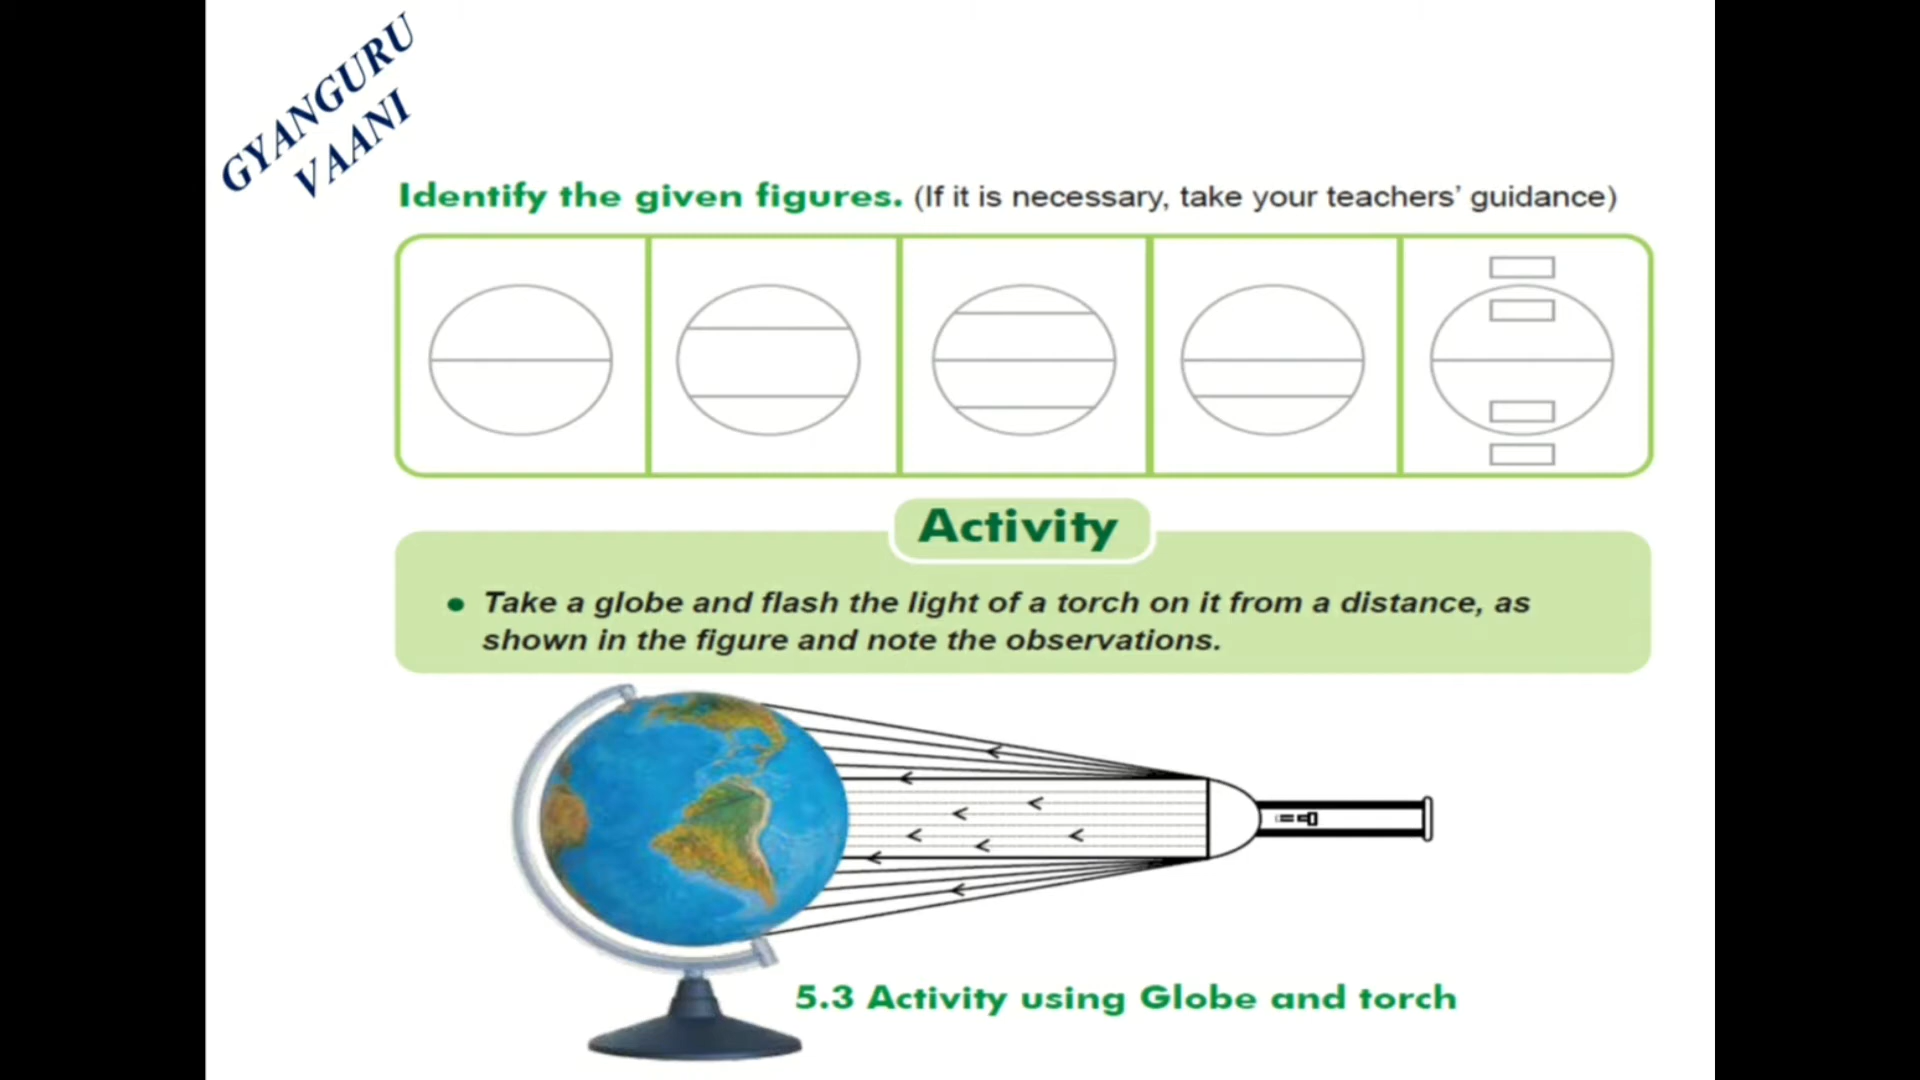 GYANGURU
VAANI
Identify the given figures. (If it is necessary, take your teachers’ guidance)
Activity
• Take a globe and flash the light of a torch on it from a distance, as
shown in the figure and note the observations.
5.3 Activity using Globe and torch